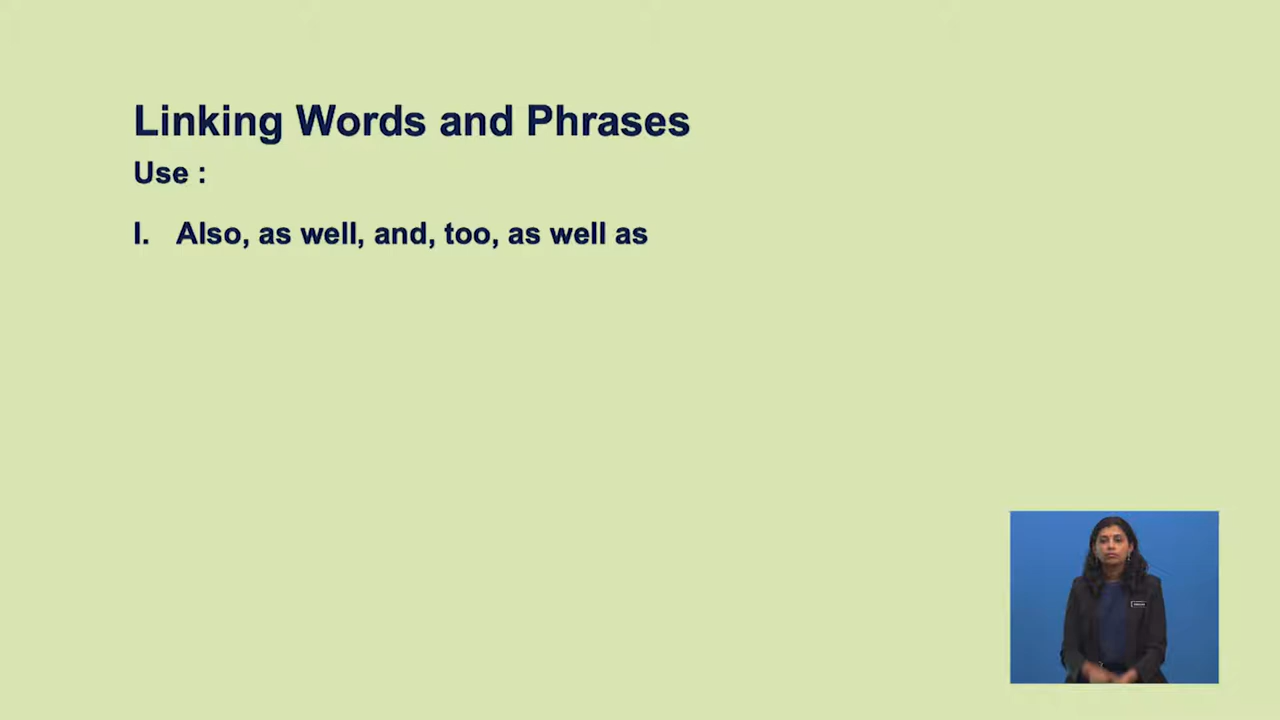 Linking Words and Phrases
Use :
I. Also, as well, and, too, as well as